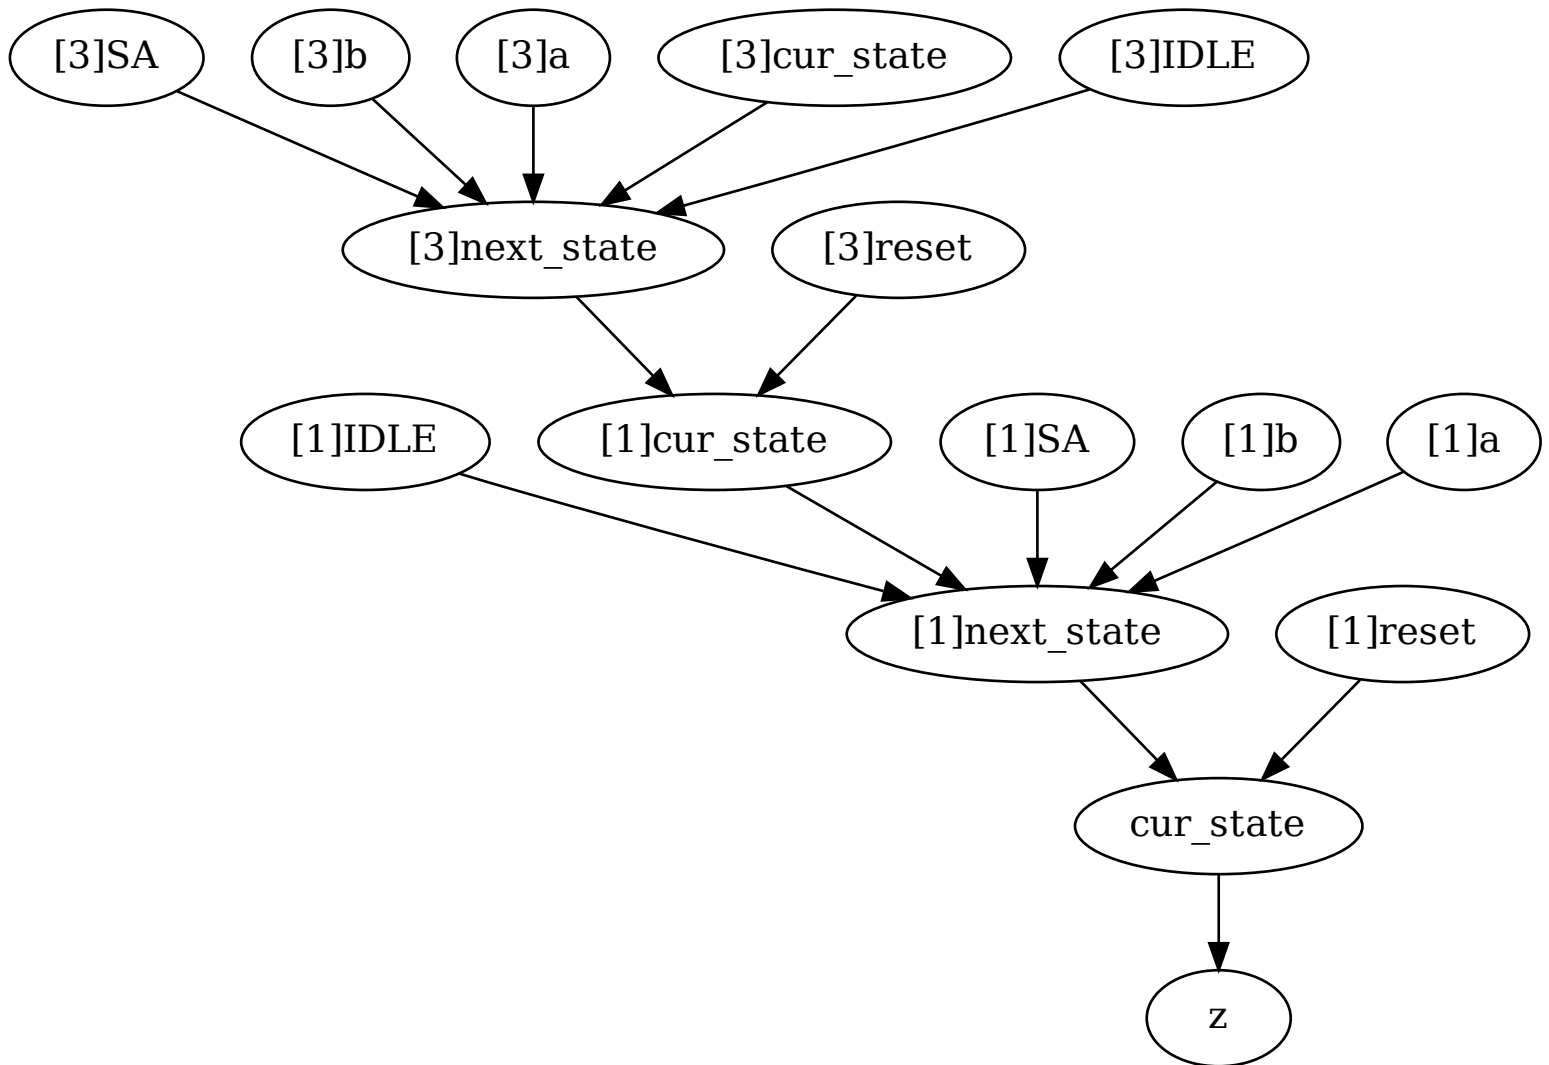 [3]SA
[3]b
[3]a
[3]cur_state
[3]IDLE
[3]next_state
[3]reset
[1]IDLE
[1]cur_state
[1]SA
[1]b
[1]a
[1]next_state
[1]reset
cur_state
z